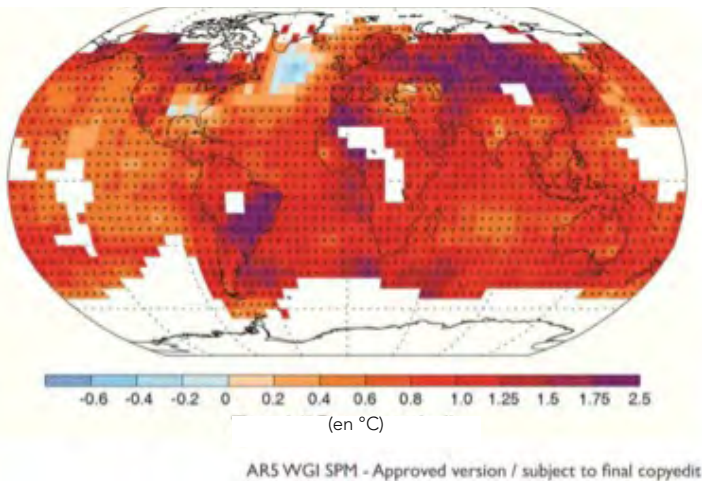 -0.6 -0.4 -0.2 0 0.2 0.4 0.6 0.8 1.0 1.25 1.5 1.75 2.5
(en °C)
AR5 WGI SPM - Approved version / subject to final copyedit